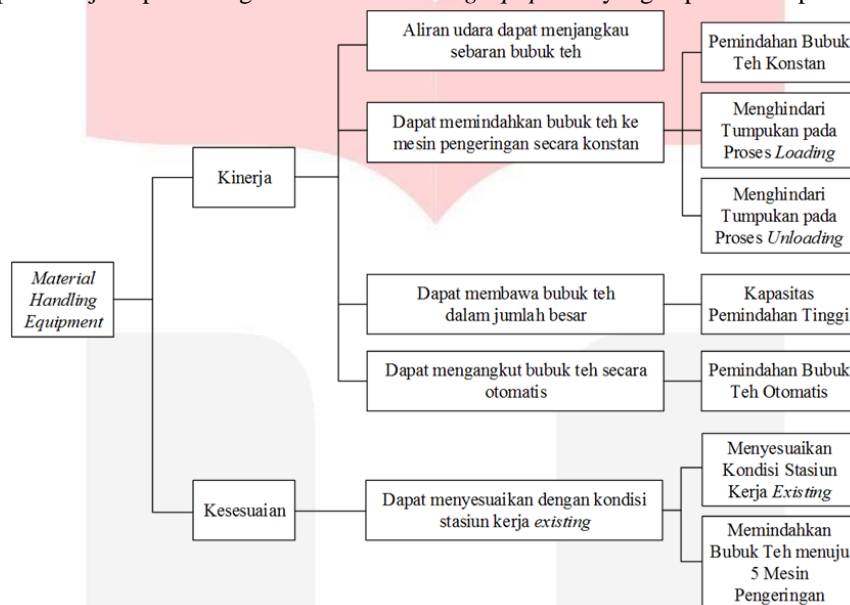 Aliran udara dapat menjangkau
sebaran bubuk teh
Pemindahan Bubuk
Teh Konstan
Dapat memindahkan bubuk teh ke
mesin pengeringan secara konstan
Menghindari
Tumpukan pada
Proses Loading
Kinerja
Menghindari
Tumpukan pada
Proses Unloading
Material
Handling
Equipment
Dapat membawa bubuk teh
dalam jumlah besar
Kapasitas
Pemindahan Tinggi
Dapat mengangkut bubuk teh secara
otomatis
Pemindahan Bubuk
Teh Otomatis
Kesesuaian
Dapat menyesuaikan dengan kondisi
stasiun kerja existing
Menyesuaikan
Kondisi Stasiun
Kerja Existing
Memindahkan
Bubuk Teh menuju
5 Mesin
Pengeringan